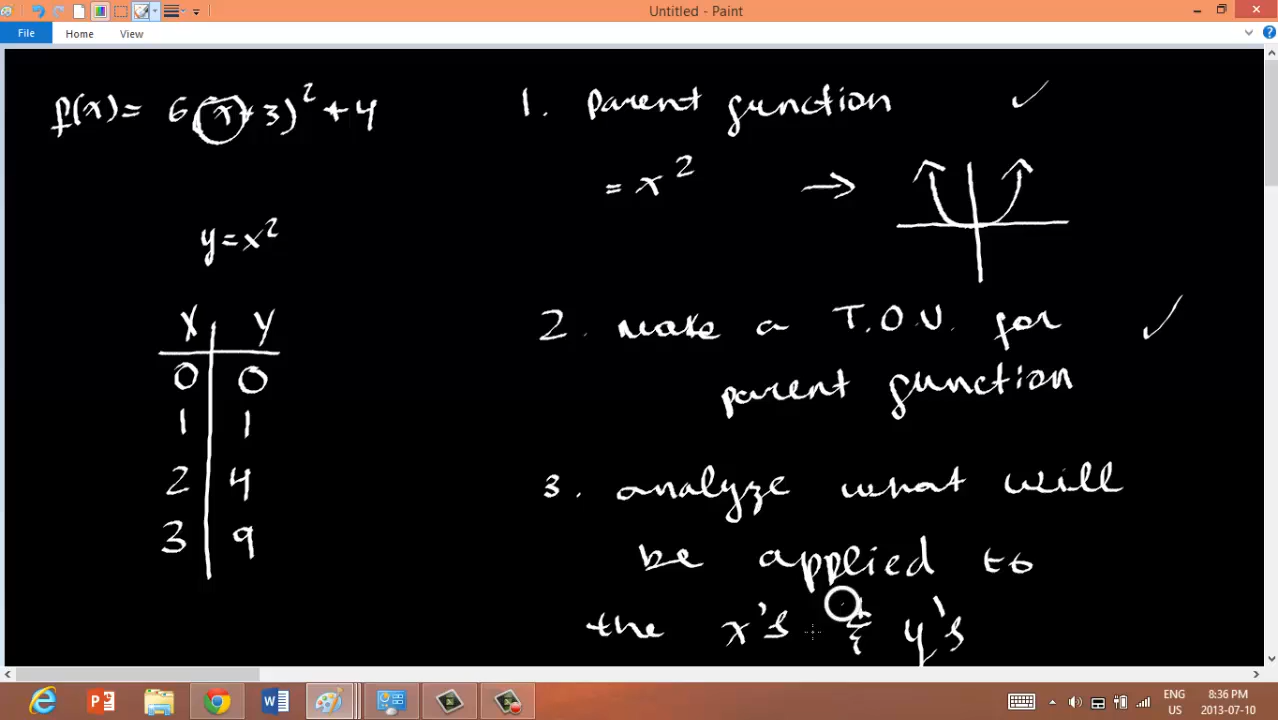 Untitled - Paint
File Home View
f(x) = 6(x+3)² + 4
1. parent function ✓
= x² →
y = x²
x y
0 0
1 1
2 4
3 9
2. make a T.O.V. for ✓
parent function
3. analyze what will
be applied to
the x's & y's
ENG
US
8:36 PM
2013-07-10